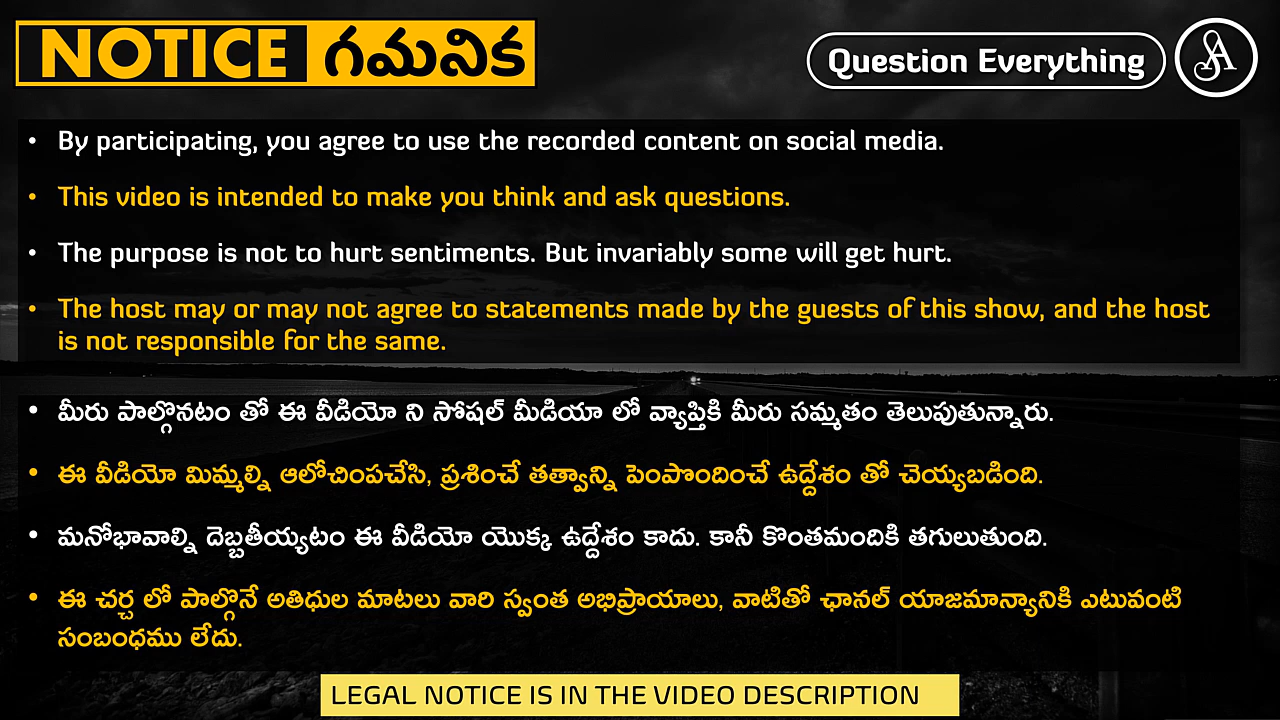 NOTICE గమనిక
Question Everything
SA
• By participating, you agree to use the recorded content on social media.
• This video is intended to make you think and ask questions.
• The purpose is not to hurt sentiments. But invariably some will get hurt.
• The host may or may not agree to statements made by the guests of this show, and the host
is not responsible for the same.
• మీరు పాల్గొనటం తో ఈ వీడియో ని సోషల్ మీడియా లో వ్యాప్తికి మీరు సమ్మతం తెలుపుతున్నారు.
• ఈ వీడియో మిమ్మల్ని ఆలోచింపచేసి, ప్రశించే తత్వాన్ని పెంపొందించే ఉద్దేశం తో చెయ్యబడింది.
• మనోభావాల్ని దెబ్బతీయ్యటం ఈ వీడియో యొక్క ఉద్దేశం కాదు. కానీ కొంతమందికి తగులుతుంది.
• ఈ చర్చ లో పాల్గొనే అతిధుల మాటలు వారి స్వంత అభిప్రాయాలు, వాటితో ఛానల్ యాజమాన్యానికి ఎటువంటి
సంబంధము లేదు.
LEGAL NOTICE IS IN THE VIDEO DESCRIPTION